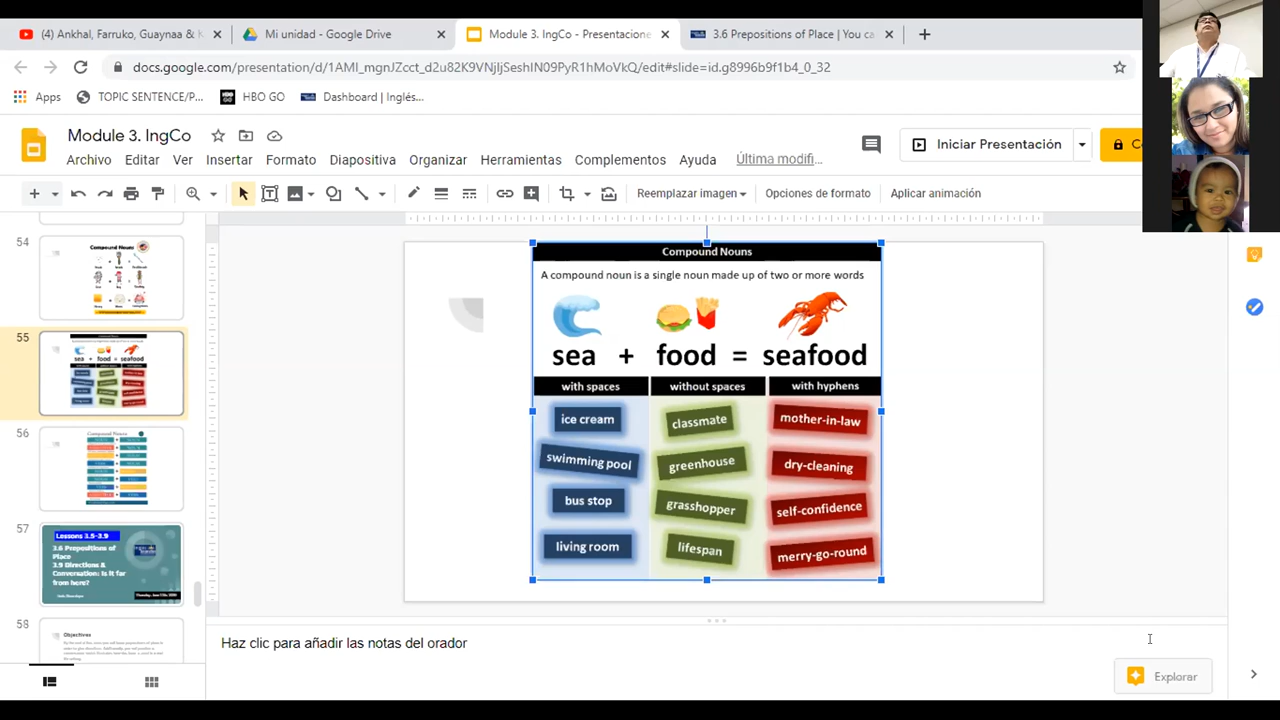 (4) Ankhal, Farruko, Guaynaa &
Mi unidad - Google Drive
Module 3. IngCo - Presentacione
3.6 Prepositions of Place | You ca
docs.google.com/presentation/d/1AMl_mgnJZcct_d2u82K9VNjIjSeshIN09PyR1hMoVkQ/edit#slide=id.g8996b9f1b4_0_32
Apps
TOPIC SENTENCE/P...
HBO GO
Dashboard | Inglés...
Module 3. IngCo
Archivo Editar Ver Insertar Formato Diapositiva Organizar Herramientas Complementos Ayuda Última modifi...
Iniciar Presentación
Reemplazar imagen
Opciones de formato
Aplicar animación
54
Compound Nouns
55
sea + food = seafood
56
Compound Nouns
57
Lessons 3.5-3.9
3.6 Prepositions of
Place
3.9 Directions &
Conversation: Is it far
from here?
58
Objectives
Compound Nouns
A compound noun is a single noun made up of two or more words
sea + food = seafood
with spaces
without spaces
with hyphens
ice cream
classmate
mother-in-law
swimming pool
greenhouse
dry-cleaning
bus stop
grasshopper
self-confidence
living room
lifespan
merry-go-round
Haz clic para añadir las notas del orador
Explorar